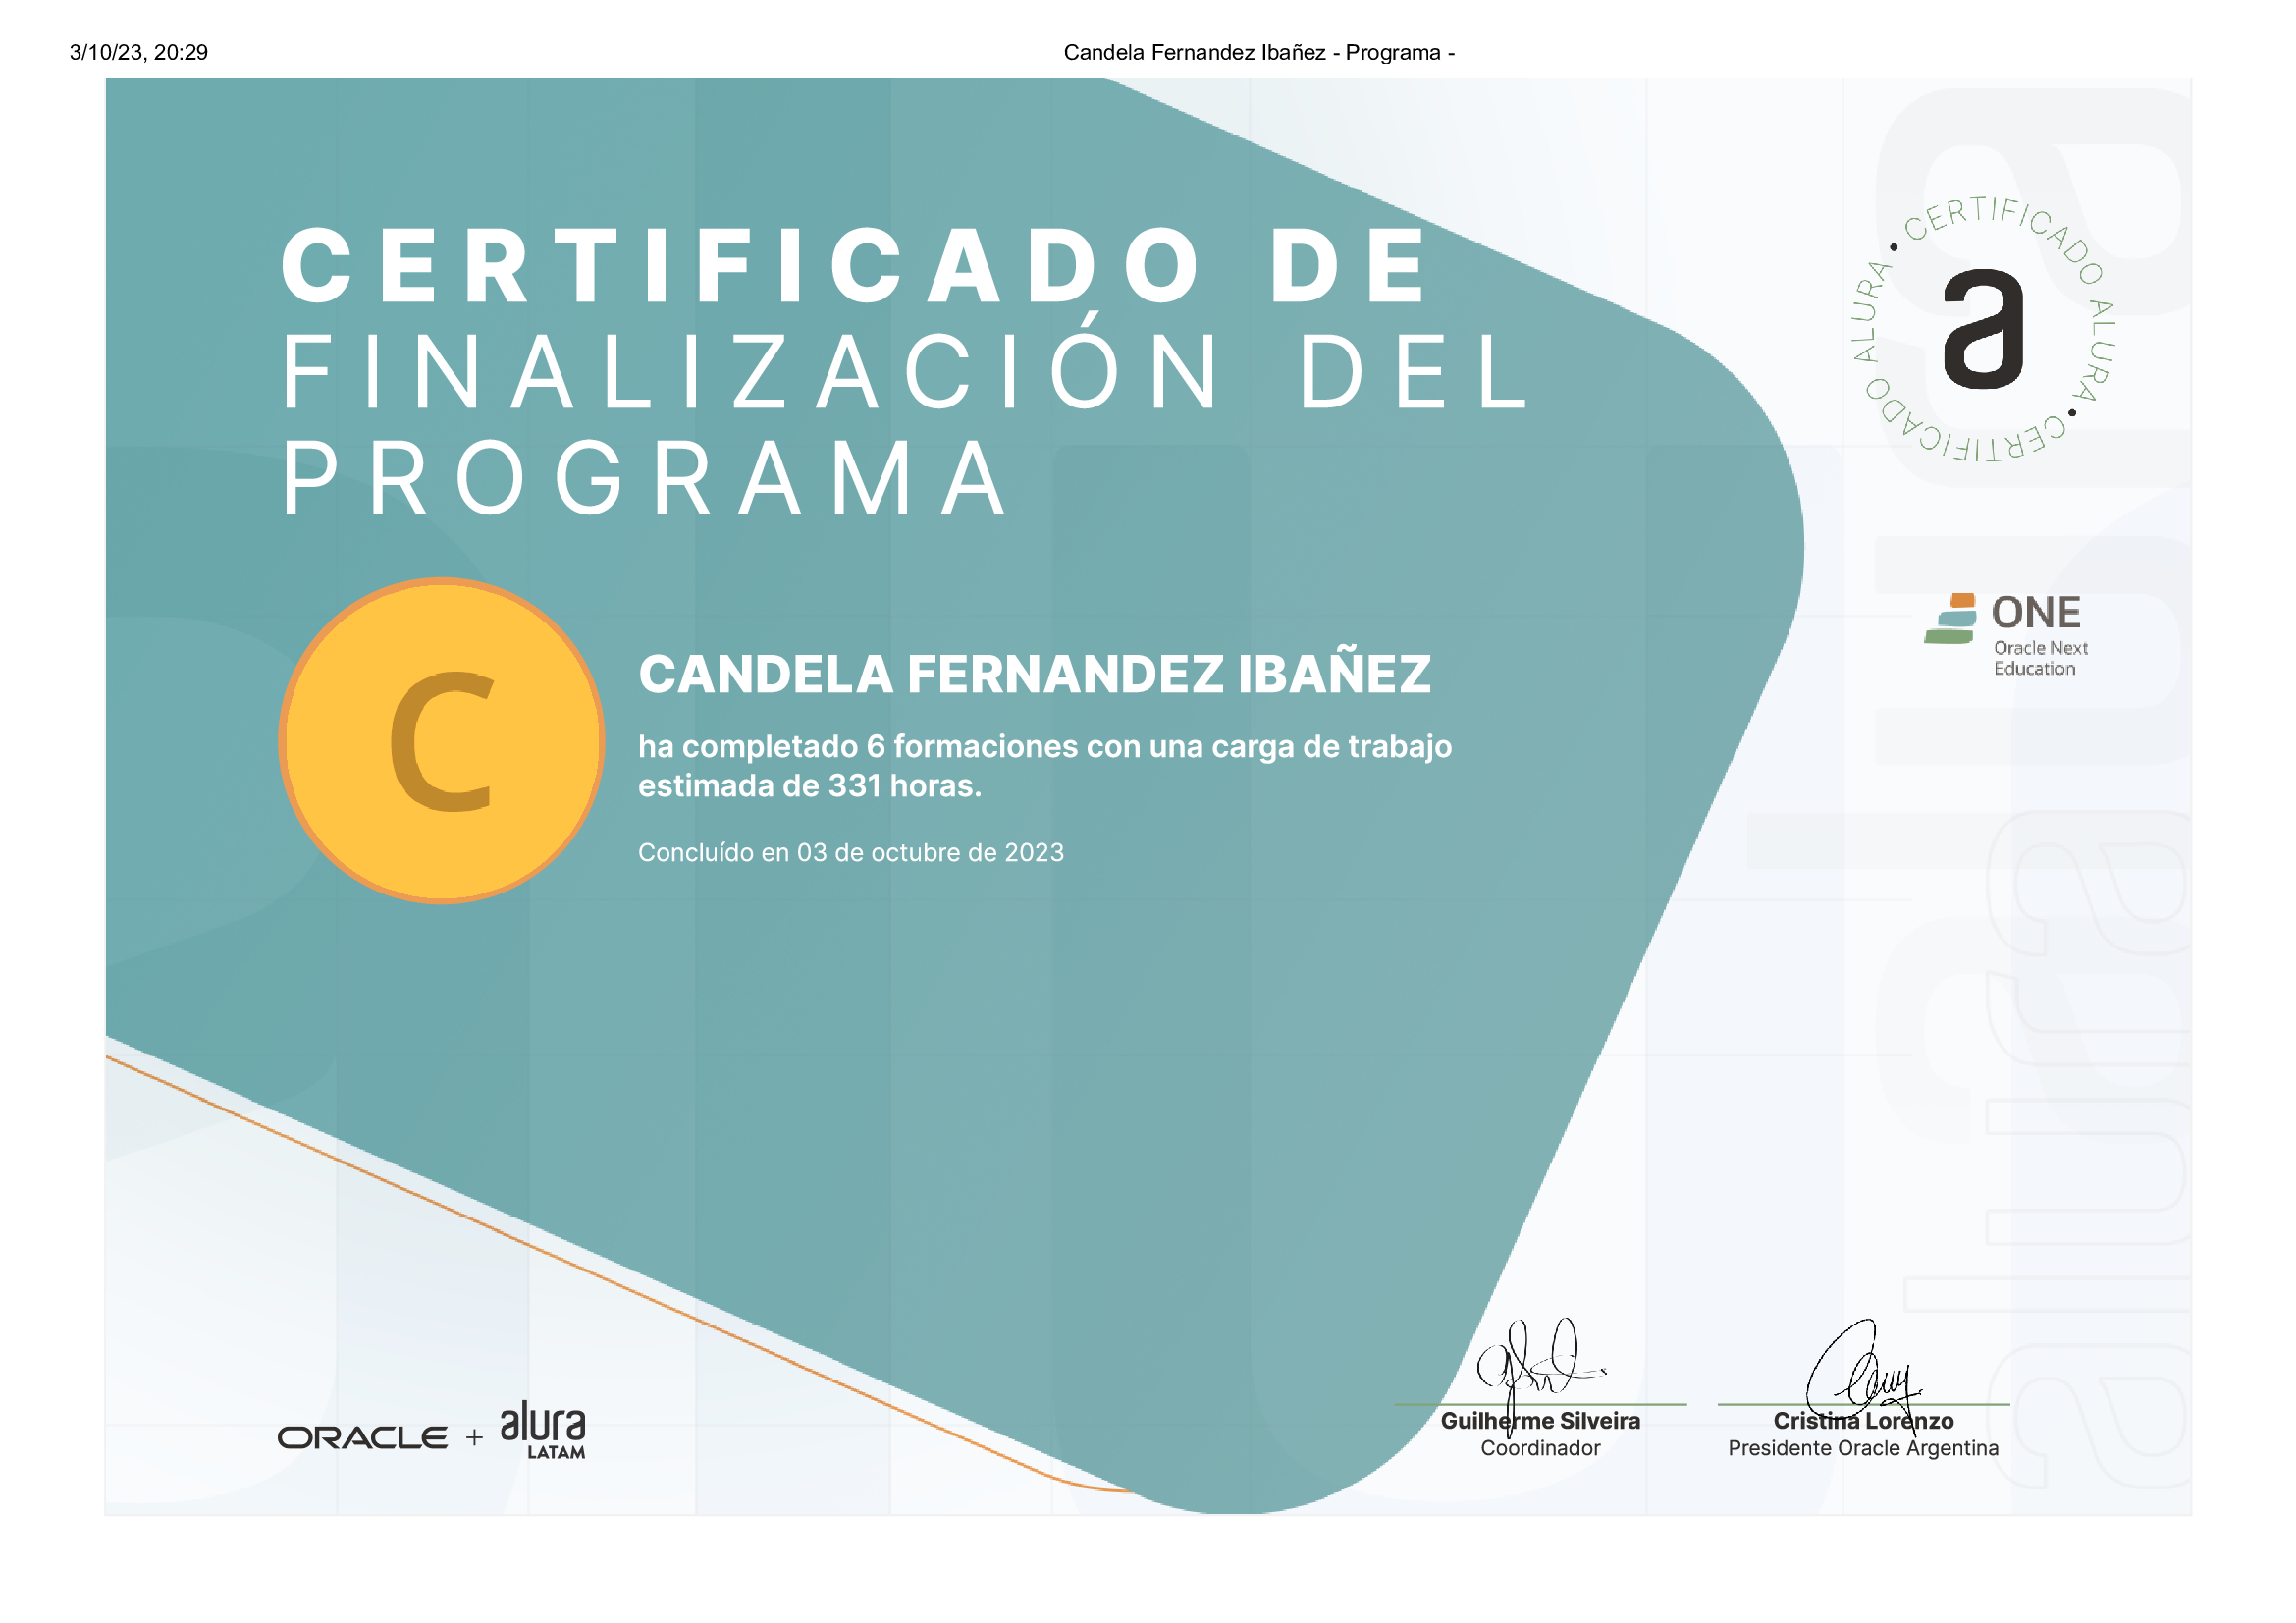 3/10/23, 20:29
Candela Fernandez Ibañez - Programa -
CERTIFICADO DE
FINALIZACIÓN DEL
PROGRAMA
CERTIFICADO ALURA • CERTIFICADO ALURA •
a
ONE
Oracle Next
Education
C
CANDELA FERNANDEZ IBAÑEZ
ha completado 6 formaciones con una carga de trabajo
estimada de 331 horas.
Concluído en 03 de octubre de 2023
alura
ORACLE + alura
LATAM
Guilherme Silveira
Coordinador
Cristina Lorenzo
Presidente Oracle Argentina